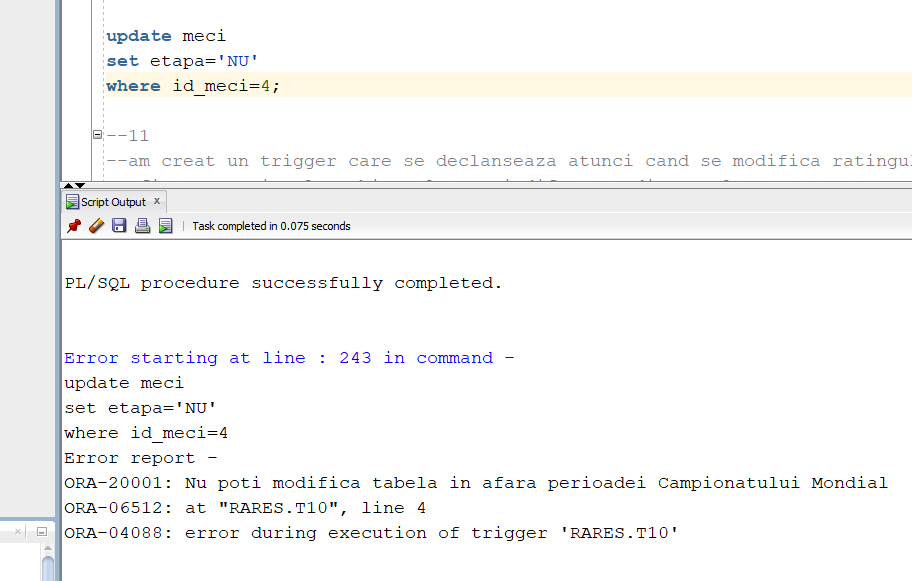 update meci
set etapa='NU'
where id_meci=4;
--11
--am creat un trigger care se declanseaza atunci cand se modifica ratingul
Script Output x
Task completed in 0.075 seconds
PL/SQL procedure successfully completed.
Error starting at line : 243 in command -
update meci
set etapa='NU'
where id_meci=4
Error report -
ORA-20001: Nu poti modifica tabela in afara perioadei Campionatului Mondial
ORA-06512: at "RARES.T10", line 4
ORA-04088: error during execution of trigger 'RARES.T10'